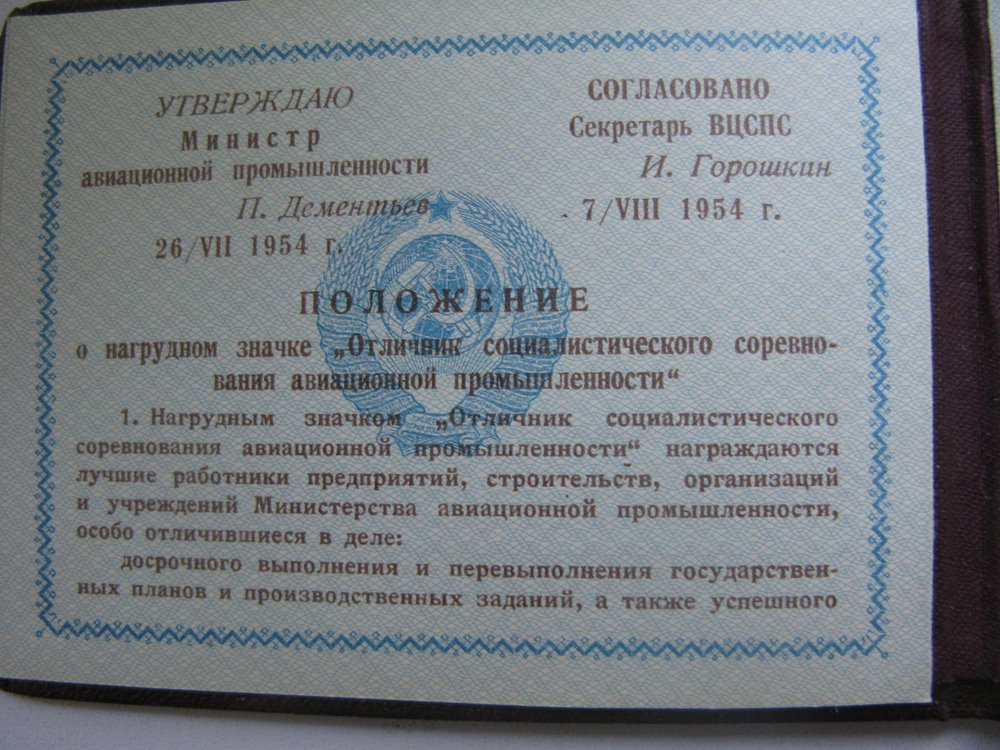 УТВЕРЖДАЮ
Министр
авиационной промышленности
П. Дементьев
26/VII 1954 г.
СОГЛАСОВАНО
Секретарь ВЦСПС
И. Горошкин
7/VIII 1954 г.
ПОЛОЖЕНИЕ
о нагрудном значке „Отличник социалистического соревно-
вания авиационной промышленности“
1. Нагрудным значком „Отличник социалистического
соревнования авиационной промышленности“ награждаются
лучшие работники предприятий, строительств, организаций
и учреждений Министерства авиационной промышленности,
особо отличившиеся в деле:
досрочного выполнения и перевыполнения государствен-
ных планов и производственных заданий, а также успешного